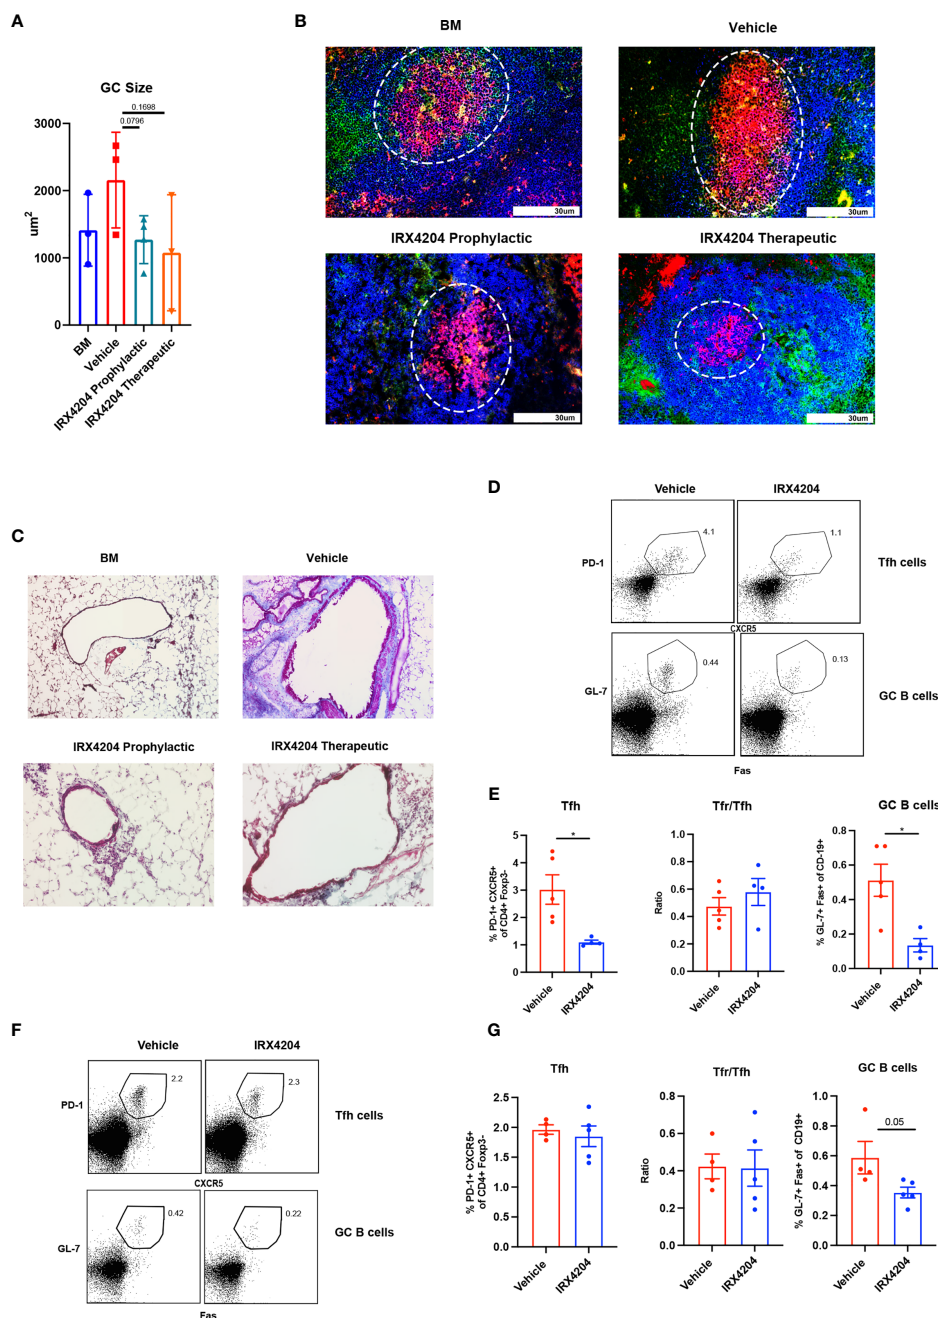 A
GC Size
0.1698
0.0796
3000
2000
1000
0
um²
BM
Vehicle
IRX4204 Prophylactic
IRX4204 Therapeutic
B
BM
Vehicle
30um
30um
IRX4204 Prophylactic
IRX4204 Therapeutic
30um
30um
C
BM
Vehicle
IRX4204 Prophylactic
IRX4204 Therapeutic
D
Vehicle
IRX4204
PD-1
4.1
1.1
Tfh cells
CXCR5
GL-7
0.44
0.13
GC B cells
Fas
E
Tfh
*
5
4
3
2
1
0
% PD-1+ CXCR5+
of CD4+ Foxp3-
Vehicle
IRX4204
Tfr/Tfh
1.0
0.8
0.6
0.4
0.2
0.0
Ratio
Vehicle
IRX4204
GC B cells
*
0.8
0.6
0.4
0.2
0.0
% GL-7+ Fas+ of CD-19+
Vehicle
IRX4204
F
Vehicle
IRX4204
PD-1
2.2
2.3
Tfh cells
CXCR5
GL-7
0.42
0.22
GC B cells
Fas
G
Tfh
2.5
2.0
1.5
1.0
0.5
0.0
% PD-1+ CXCR5+
of CD4+ Foxp3-
Vehicle
IRX4204
Tfr/Tfh
0.8
0.6
0.4
0.2
0.0
Ratio
Vehicle
IRX4204
GC B cells
0.05
1.0
0.8
0.6
0.4
0.2
0.0
% GL-7+ Fas+ of CD19+
Vehicle
IRX4204